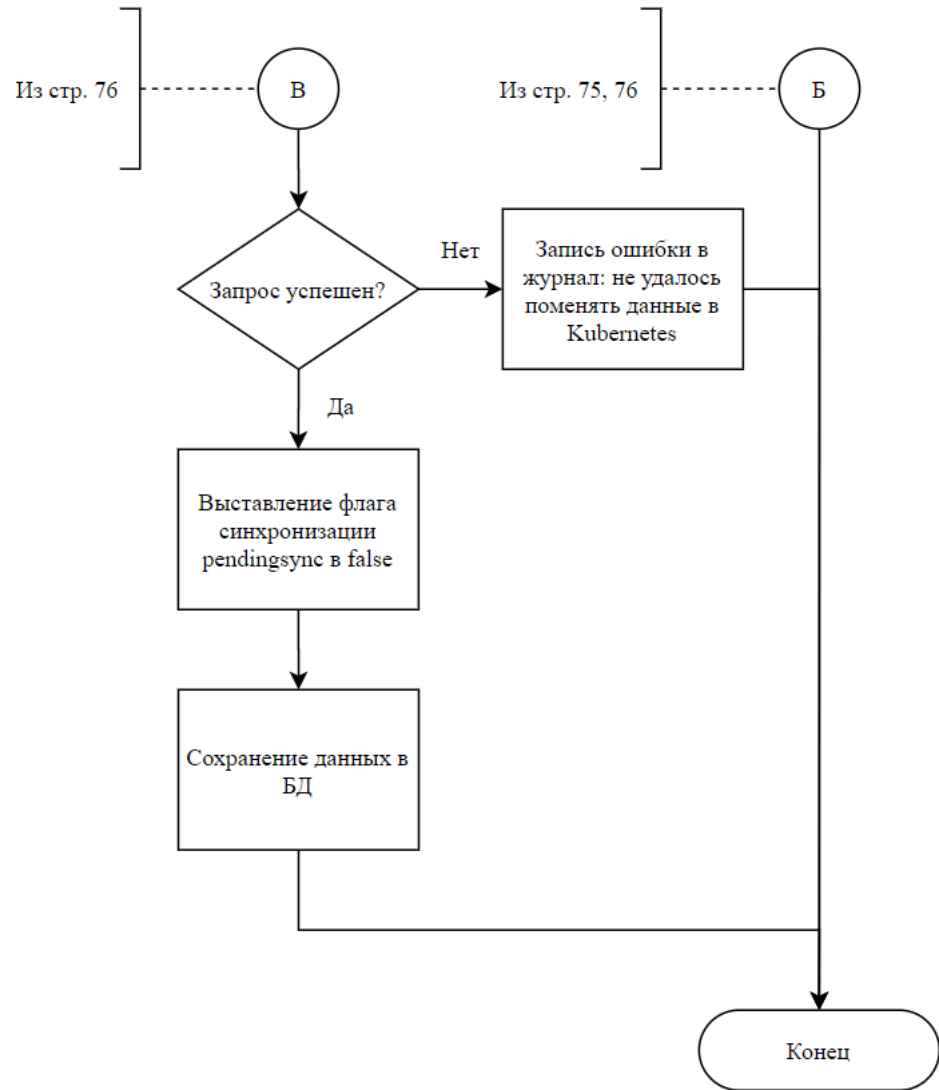 Из стр. 76
В
Из стр. 75, 76
Б
Запрос успешен?
Нет
Запись ошибки в
журнал: не удалось
поменять данные в
Kubernetes
Да
Выставление флага
синхронизации
pendingsync в false
Сохранение данных в
БД
Конец